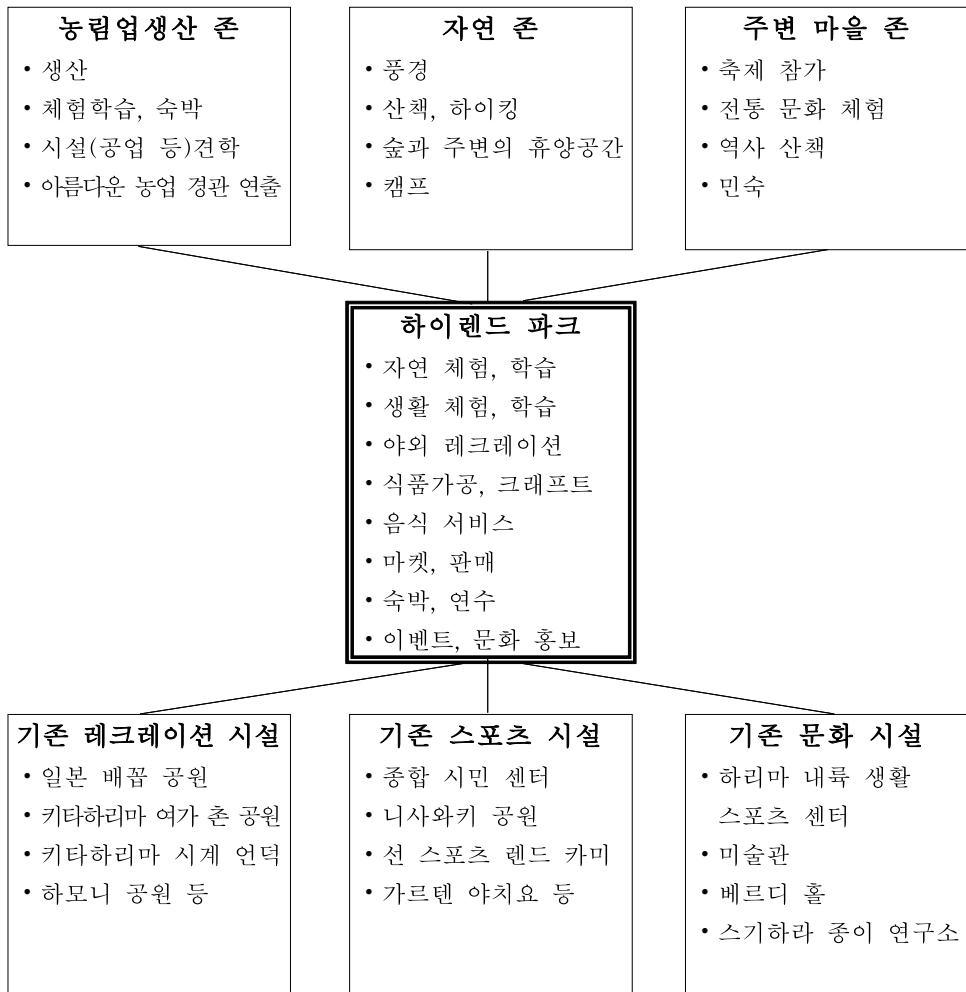 농림업생산 존
• 생산
• 체험학습, 숙박
• 시설(공업 등)견학
• 아름다운 농업 경관 연출
자연 존
• 풍경
• 산책, 하이킹
• 숲과 주변의 휴양공간
• 캠프
주변 마을 존
• 축제 참가
• 전통 문화 체험
• 역사 산책
• 민숙
하이렌드 파크
• 자연 체험, 학습
• 생활 체험, 학습
• 야외 레크레이션
• 식품가공, 크래프트
• 음식 서비스
• 마켓, 판매
• 숙박, 연수
• 이벤트, 문화 홍보
기존 레크레이션 시설
• 일본 배꼽 공원
• 키타하리마 여가 촌 공원
• 키타하리마 시계 언덕
• 하모니 공원 등
기존 스포츠 시설
• 종합 시민 센터
• 니사와키 공원
• 선 스포츠 렌드 카미
• 가르텐 야치요 등
기존 문화 시설
• 하리마 내륙 생활
스포츠 센터
• 미술관
• 베르디 홀
• 스기하라 종이 연구소